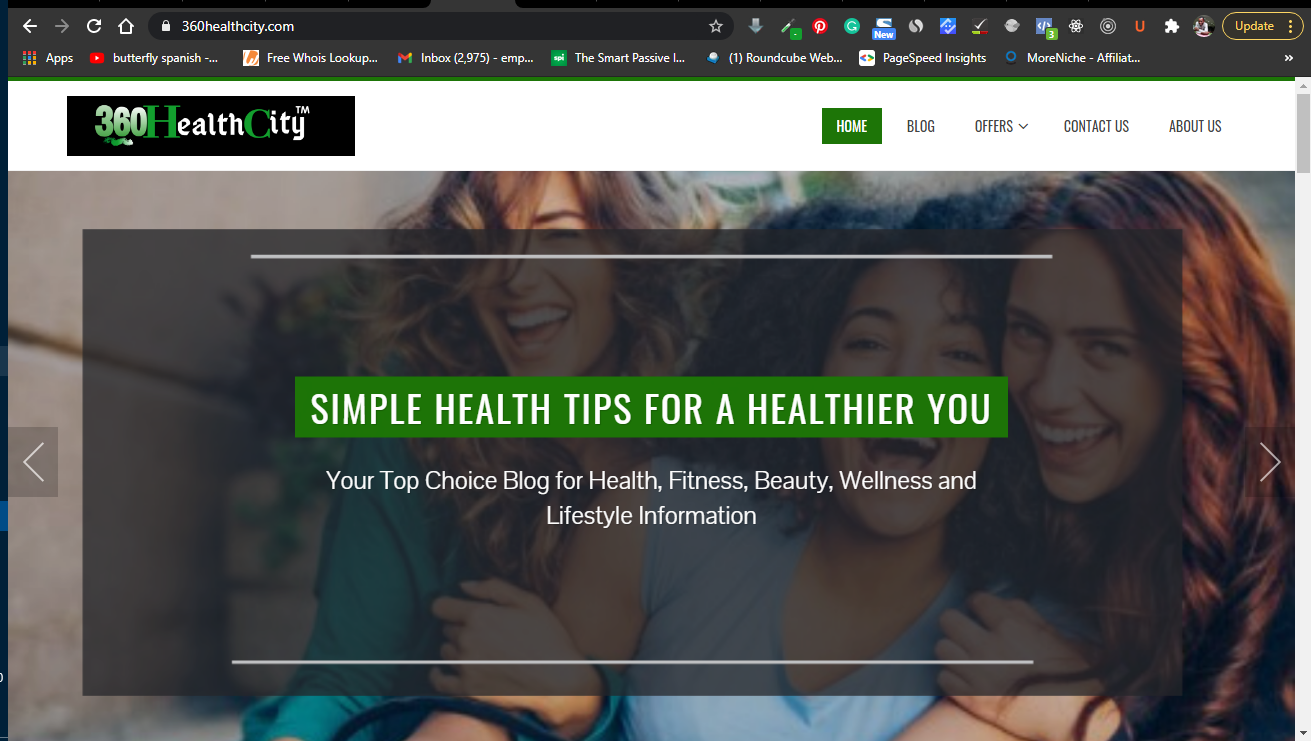 360healthcity.com
New
3
U
Update
Apps
butterfly spanish -...
Free Whois Lookup...
Inbox (2,975) - emp...
spi
The Smart Passive I...
(1) Roundcube Web...
PageSpeed Insights
MoreNiche - Affiliat...
»
360HealthCity™
HOME
BLOG
OFFERS
CONTACT US
ABOUT US
SIMPLE HEALTH TIPS FOR A HEALTHIER YOU
Your Top Choice Blog for Health, Fitness, Beauty, Wellness and
Lifestyle Information